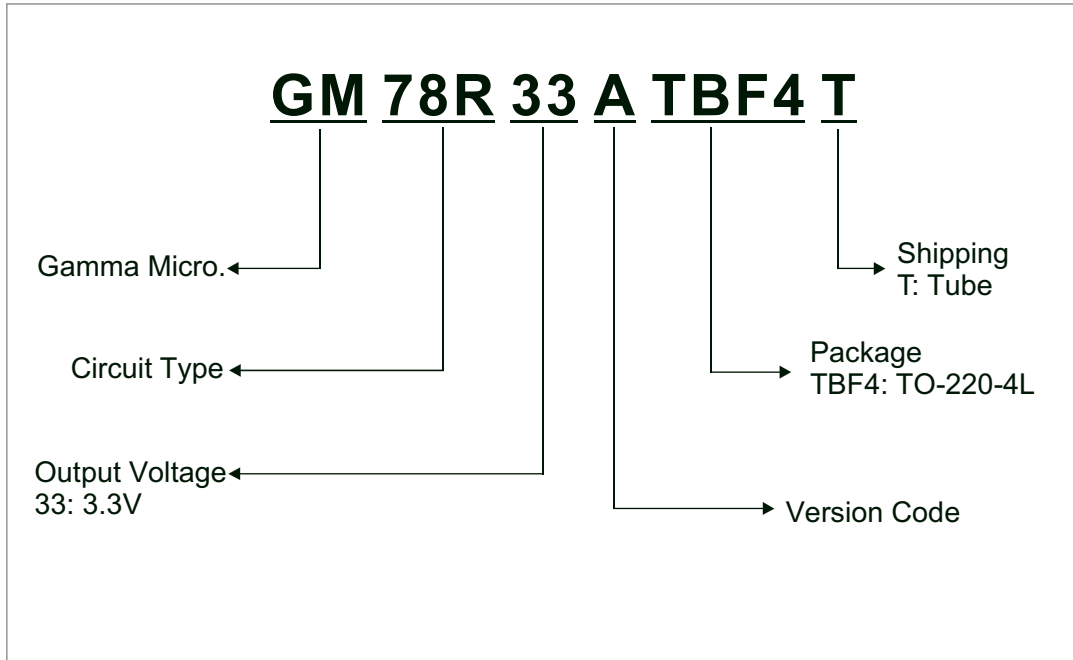 GM 78R 33 A TBF4 T
Gamma Micro.
Shipping
T: Tube
Circuit Type
Package
TBF4: TO-220-4L
Output Voltage
33: 3.3V
Version Code